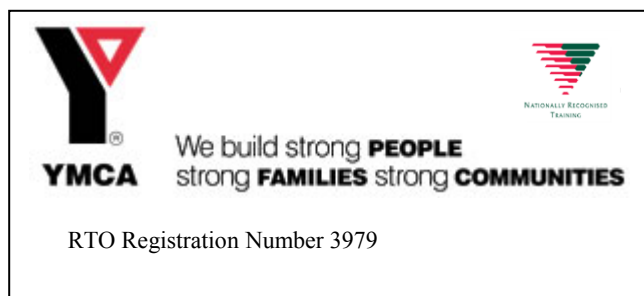 NATIONALLY RECOGNISED
TRAINING
®
YMCA
We build strong PEOPLE
strong FAMILIES strong COMMUNITIES
RTO Registration Number 3979